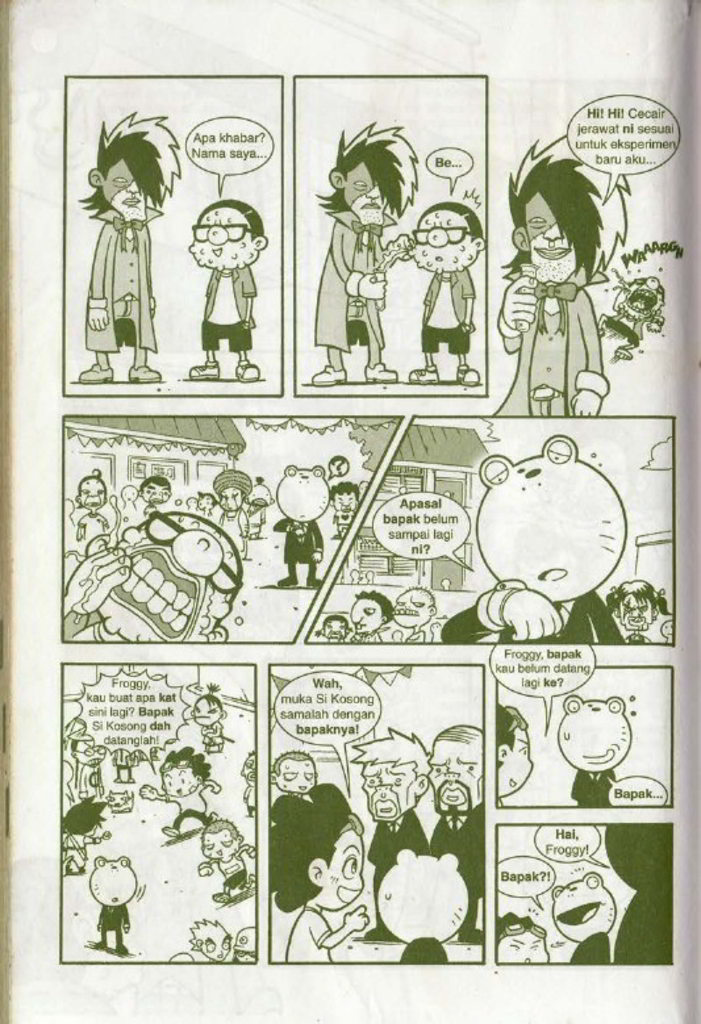 Apa khabar?
Nama saya...
Be...
Hi! Hi! Cecair
jerawat ni sesuai
untuk eksperimen
baru aku...
WAAARGH
Apasal
bapak belum
sampai lagi
ni?
Froggy,
kau buat apa kat
sini lagi? Bapak
Si Kosong dah
datanglah!
Wah,
muka Si Kosong
samalah dengan
bapaknya!
Froggy, bapak
kau belum datang
lagi ke?
Bapak...
Hai,
Froggy!
Bapak?!